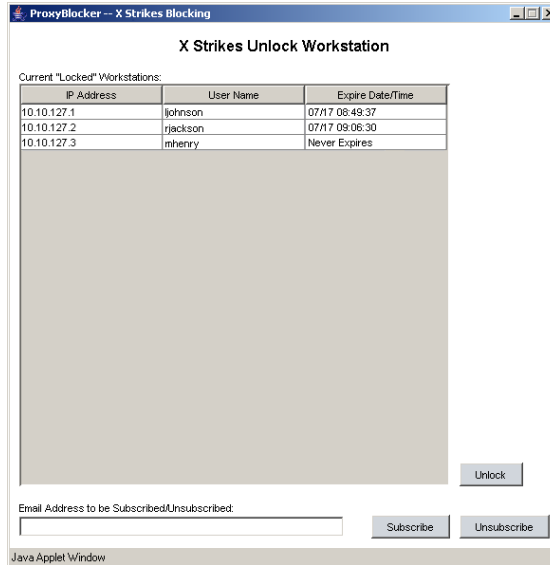 ProxyBlocker -- X Strikes Blocking
X Strikes Unlock Workstation
Current "Locked" Workstations:
IP Address User Name Expire Date/Time
10.10.127.1 ljohnson 07/17 08:49:37
10.10.127.2 rjackson 07/17 09:06:30
10.10.127.3 mhenry Never Expires
Unlock
Email Address to be Subscribed/Unsubscribed:
Subscribe Unsubscribe
Java Applet Window